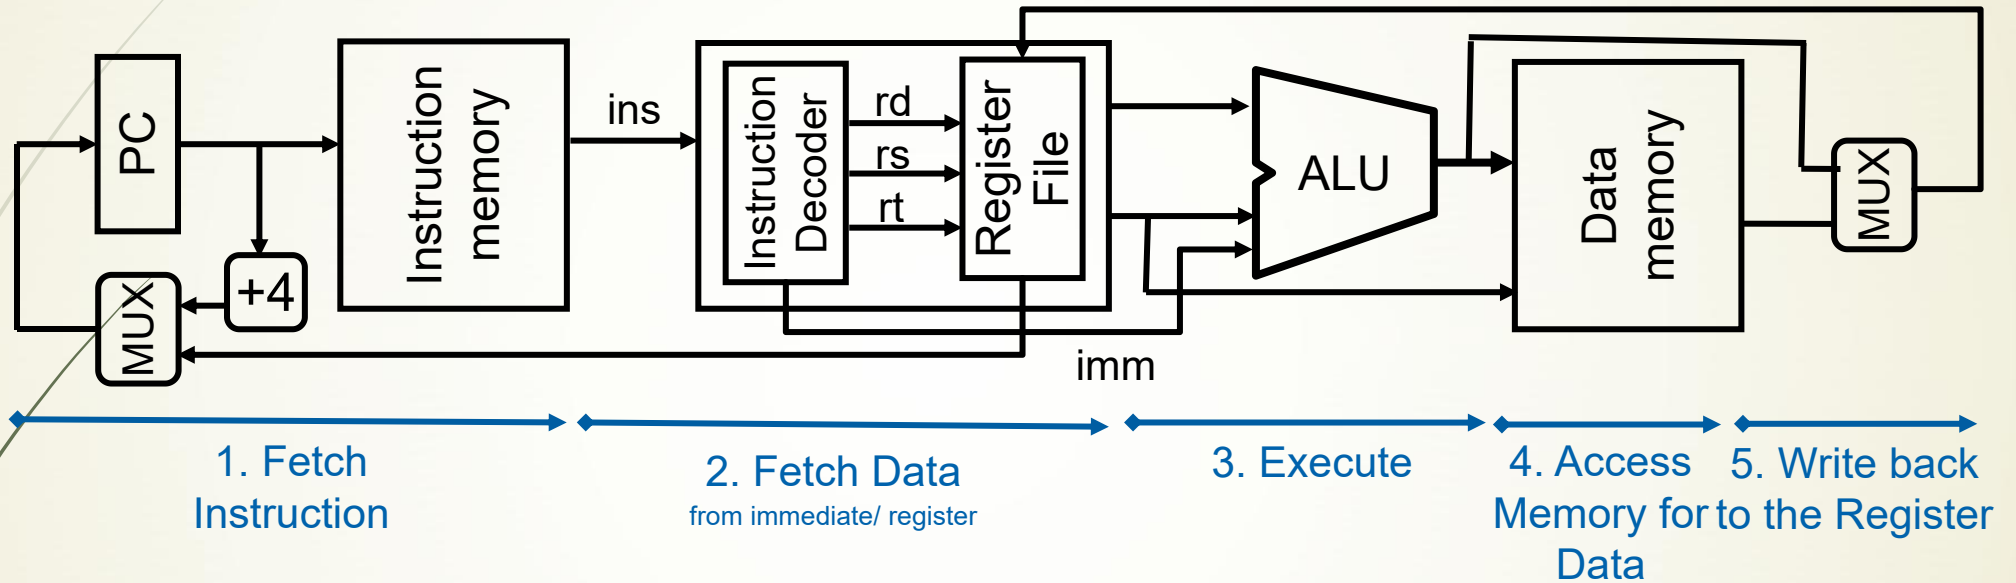 PC
+4
MUX
Instruction
memory
ins
Instruction
Decoder
rd
rs
rt
Register
File
imm
ALU
Data
memory
MUX
1. Fetch
Instruction
2. Fetch Data
from immediate/ register
3. Execute
4. Access
Memory for
Data
5. Write back
to the Register